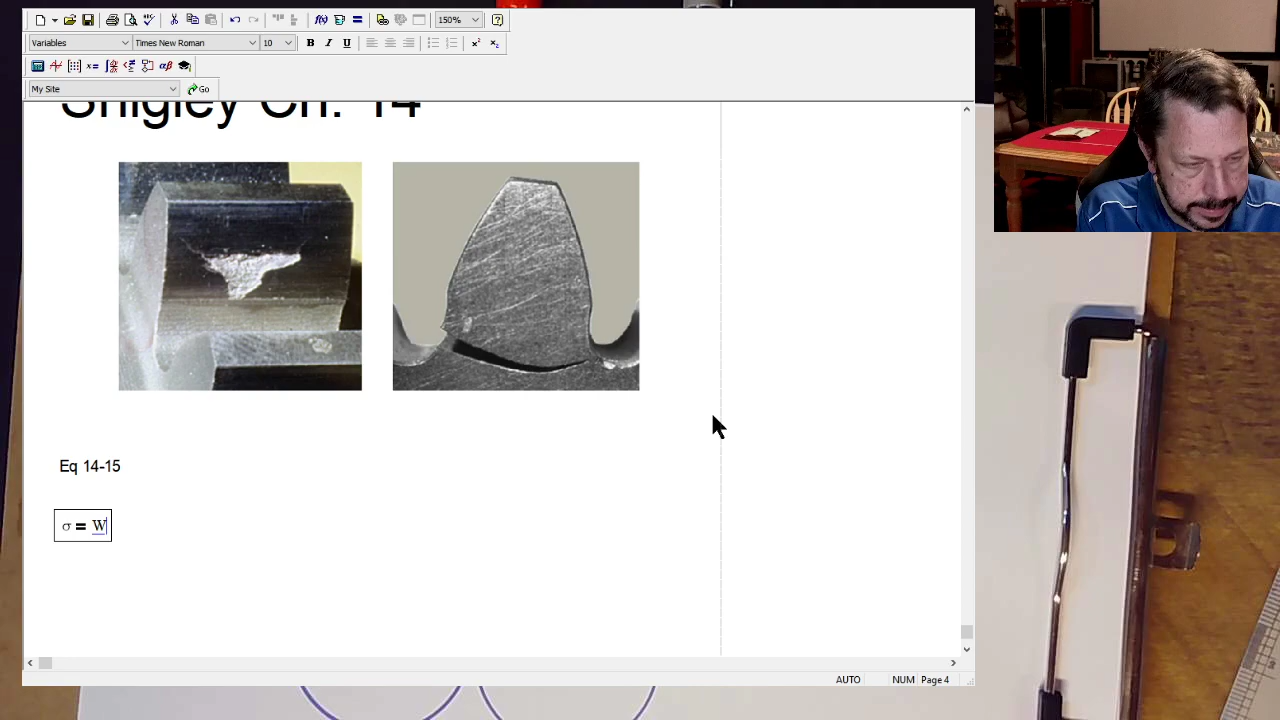 150%
Variables Times New Roman 10 B I U
My Site Go
Shigley Ch. 14
Eq 14-15
σ = W
AUTO NUM Page 4